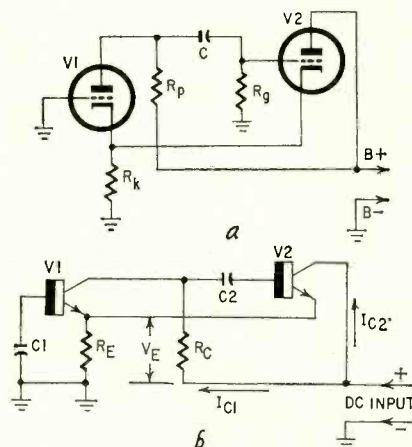 V1
V2
C
Rp
Rg
Rk
B+
B-
a
V1
V2
C2
C1
RE
VE
RC
IC2
IC1
+
DC INPUT
-
b